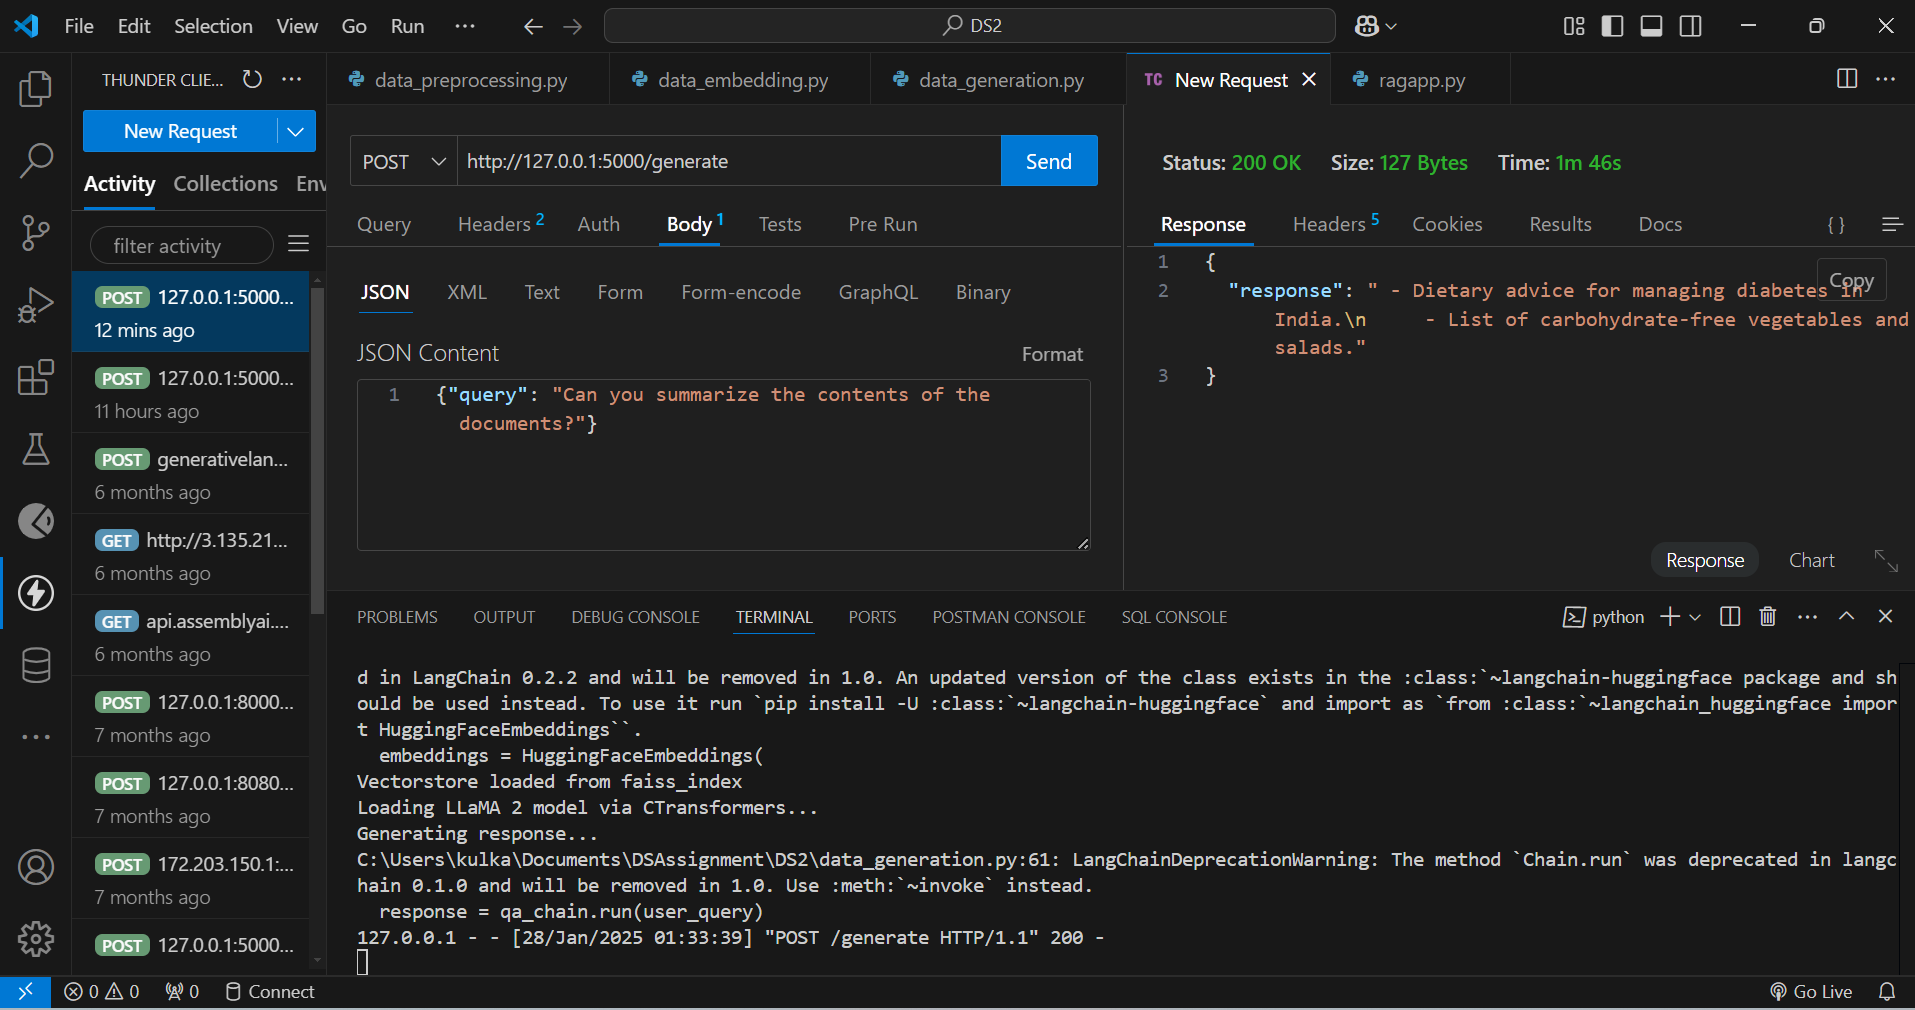 File Edit Selection View Go Run ··· DS2
THUNDER CLIE... ···
New Request
Activity Collections Env
filter activity
POST 127.0.0.1:5000...
12 mins ago
POST 127.0.0.1:5000...
11 hours ago
POST generativelan...
6 months ago
GET http://3.135.21...
6 months ago
GET api.assemblyai....
6 months ago
POST 127.0.0.1:8000...
7 months ago
POST 127.0.0.1:8080...
7 months ago
POST 172.203.150.1:...
7 months ago
POST 127.0.0.1:5000...
data_preprocessing.py data_embedding.py data_generation.py TC New Request ragapp.py
POST http://127.0.0.1:5000/generate Send
Query Headers 2 Auth Body 1 Tests Pre Run
JSON XML Text Form Form-encode GraphQL Binary
JSON Content Format
1 {"query": "Can you summarize the contents of the
documents?"}
Status: 200 OK Size: 127 Bytes Time: 1m 46s
Response Headers 5 Cookies Results Docs { }
1 {
Copy
2 "response": " - Dietary advice for managing diabetes in
India.\n - List of carbohydrate-free vegetables and
salads."
3 }
Response Chart
PROBLEMS OUTPUT DEBUG CONSOLE TERMINAL PORTS POSTMAN CONSOLE SQL CONSOLE python ···
d in LangChain 0.2.2 and will be removed in 1.0. An updated version of the class exists in the :class:`~langchain-huggingface package and sh
ould be used instead. To use it run `pip install -U :class:`~langchain-huggingface` and import as `from :class:`~langchain_huggingface impor
t HuggingFaceEmbeddings``.
embeddings = HuggingFaceEmbeddings(
Vectorstore loaded from faiss_index
Loading LLaMA 2 model via CTransformers...
Generating response...
C:\Users\kulka\Documents\DSAssignment\DS2\data_generation.py:61: LangChainDeprecationWarning: The method `Chain.run` was deprecated in langc
hain 0.1.0 and will be removed in 1.0. Use :meth:`~invoke` instead.
response = qa_chain.run(user_query)
127.0.0.1 - - [28/Jan/2025 01:33:39] "POST /generate HTTP/1.1" 200 -
0 0 0 Connect Go Live